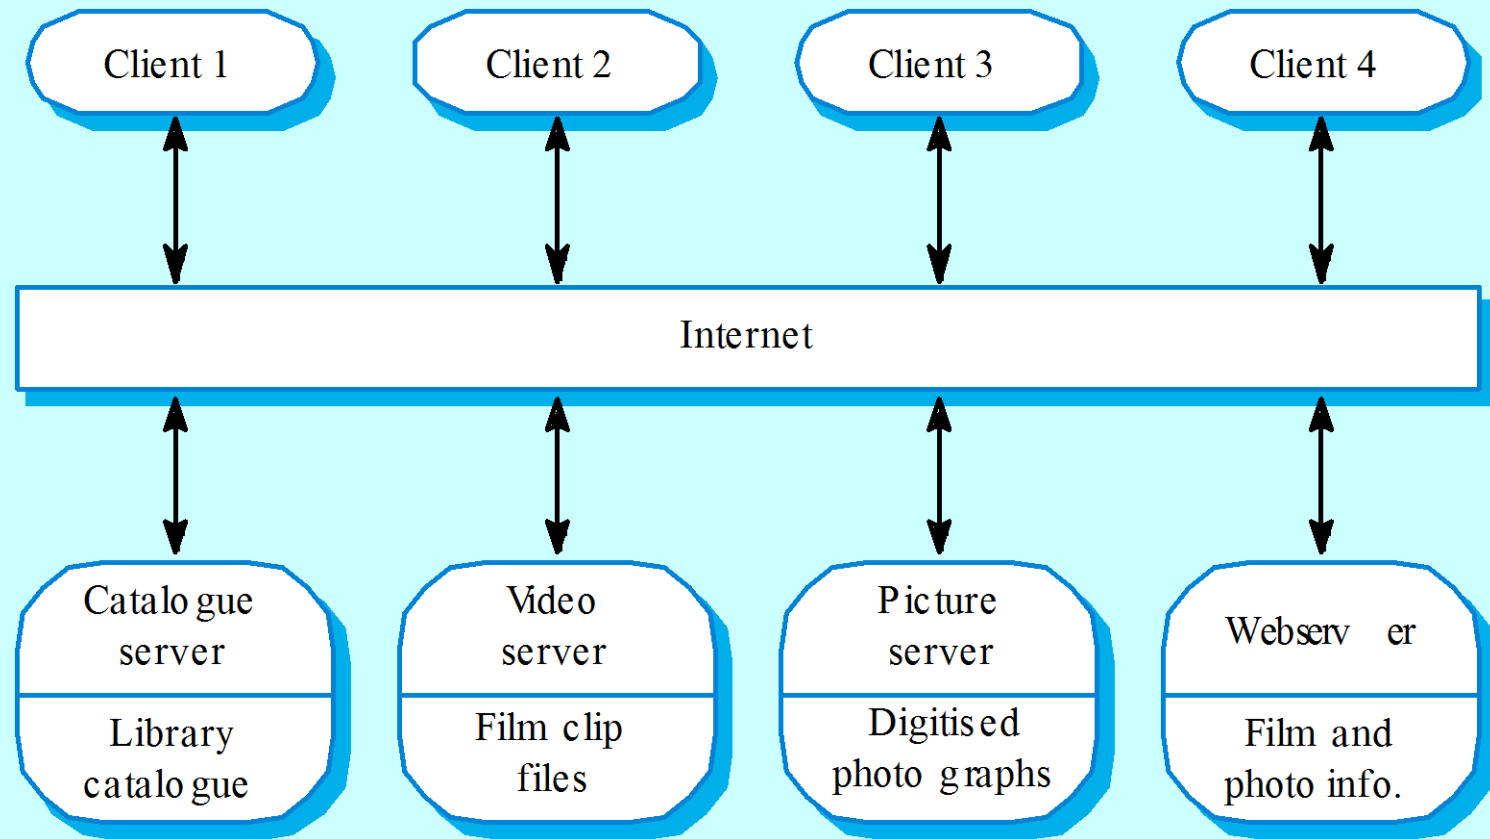 Client 1
Client 2
Client 3
Client 4
Internet
Catalogue
server
Video
server
Picture
server
Webserver
Library
catalogue
Film clip
files
Digitised
photographs
Film and
photo info.